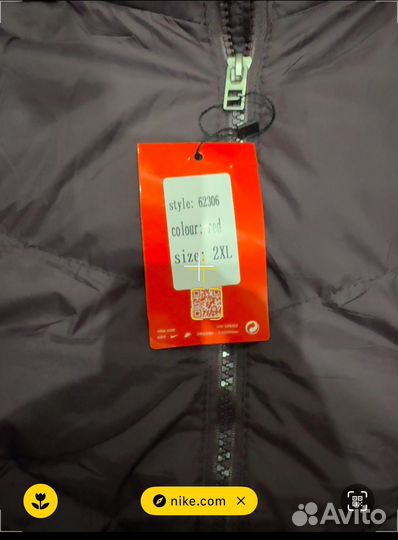 style: 62306
colour: red
size: 2XL
nike.com
Avito